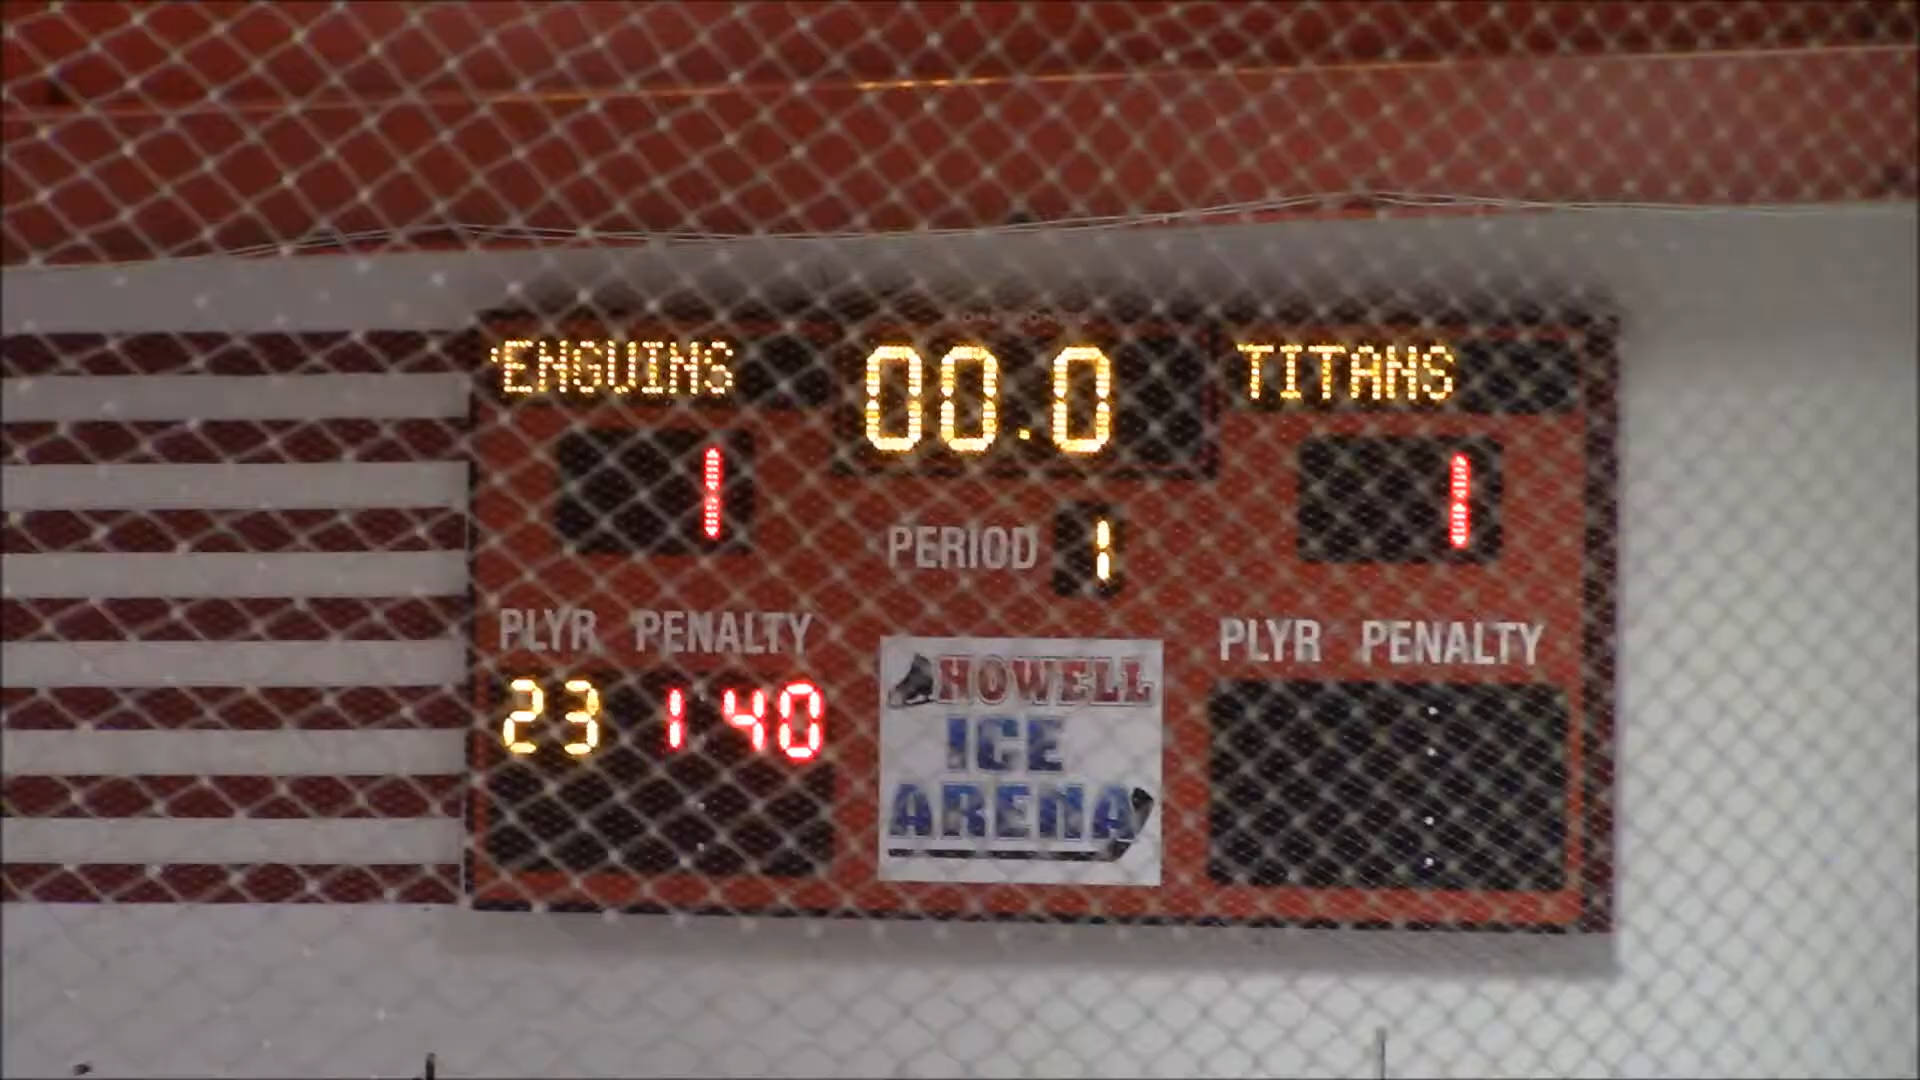 'ENGUINS 00.0 TITANS
1 1
PERIOD 1
PLYR PENALTY PLYR PENALTY
23 1 40
HOWELL
ICE
ARENA